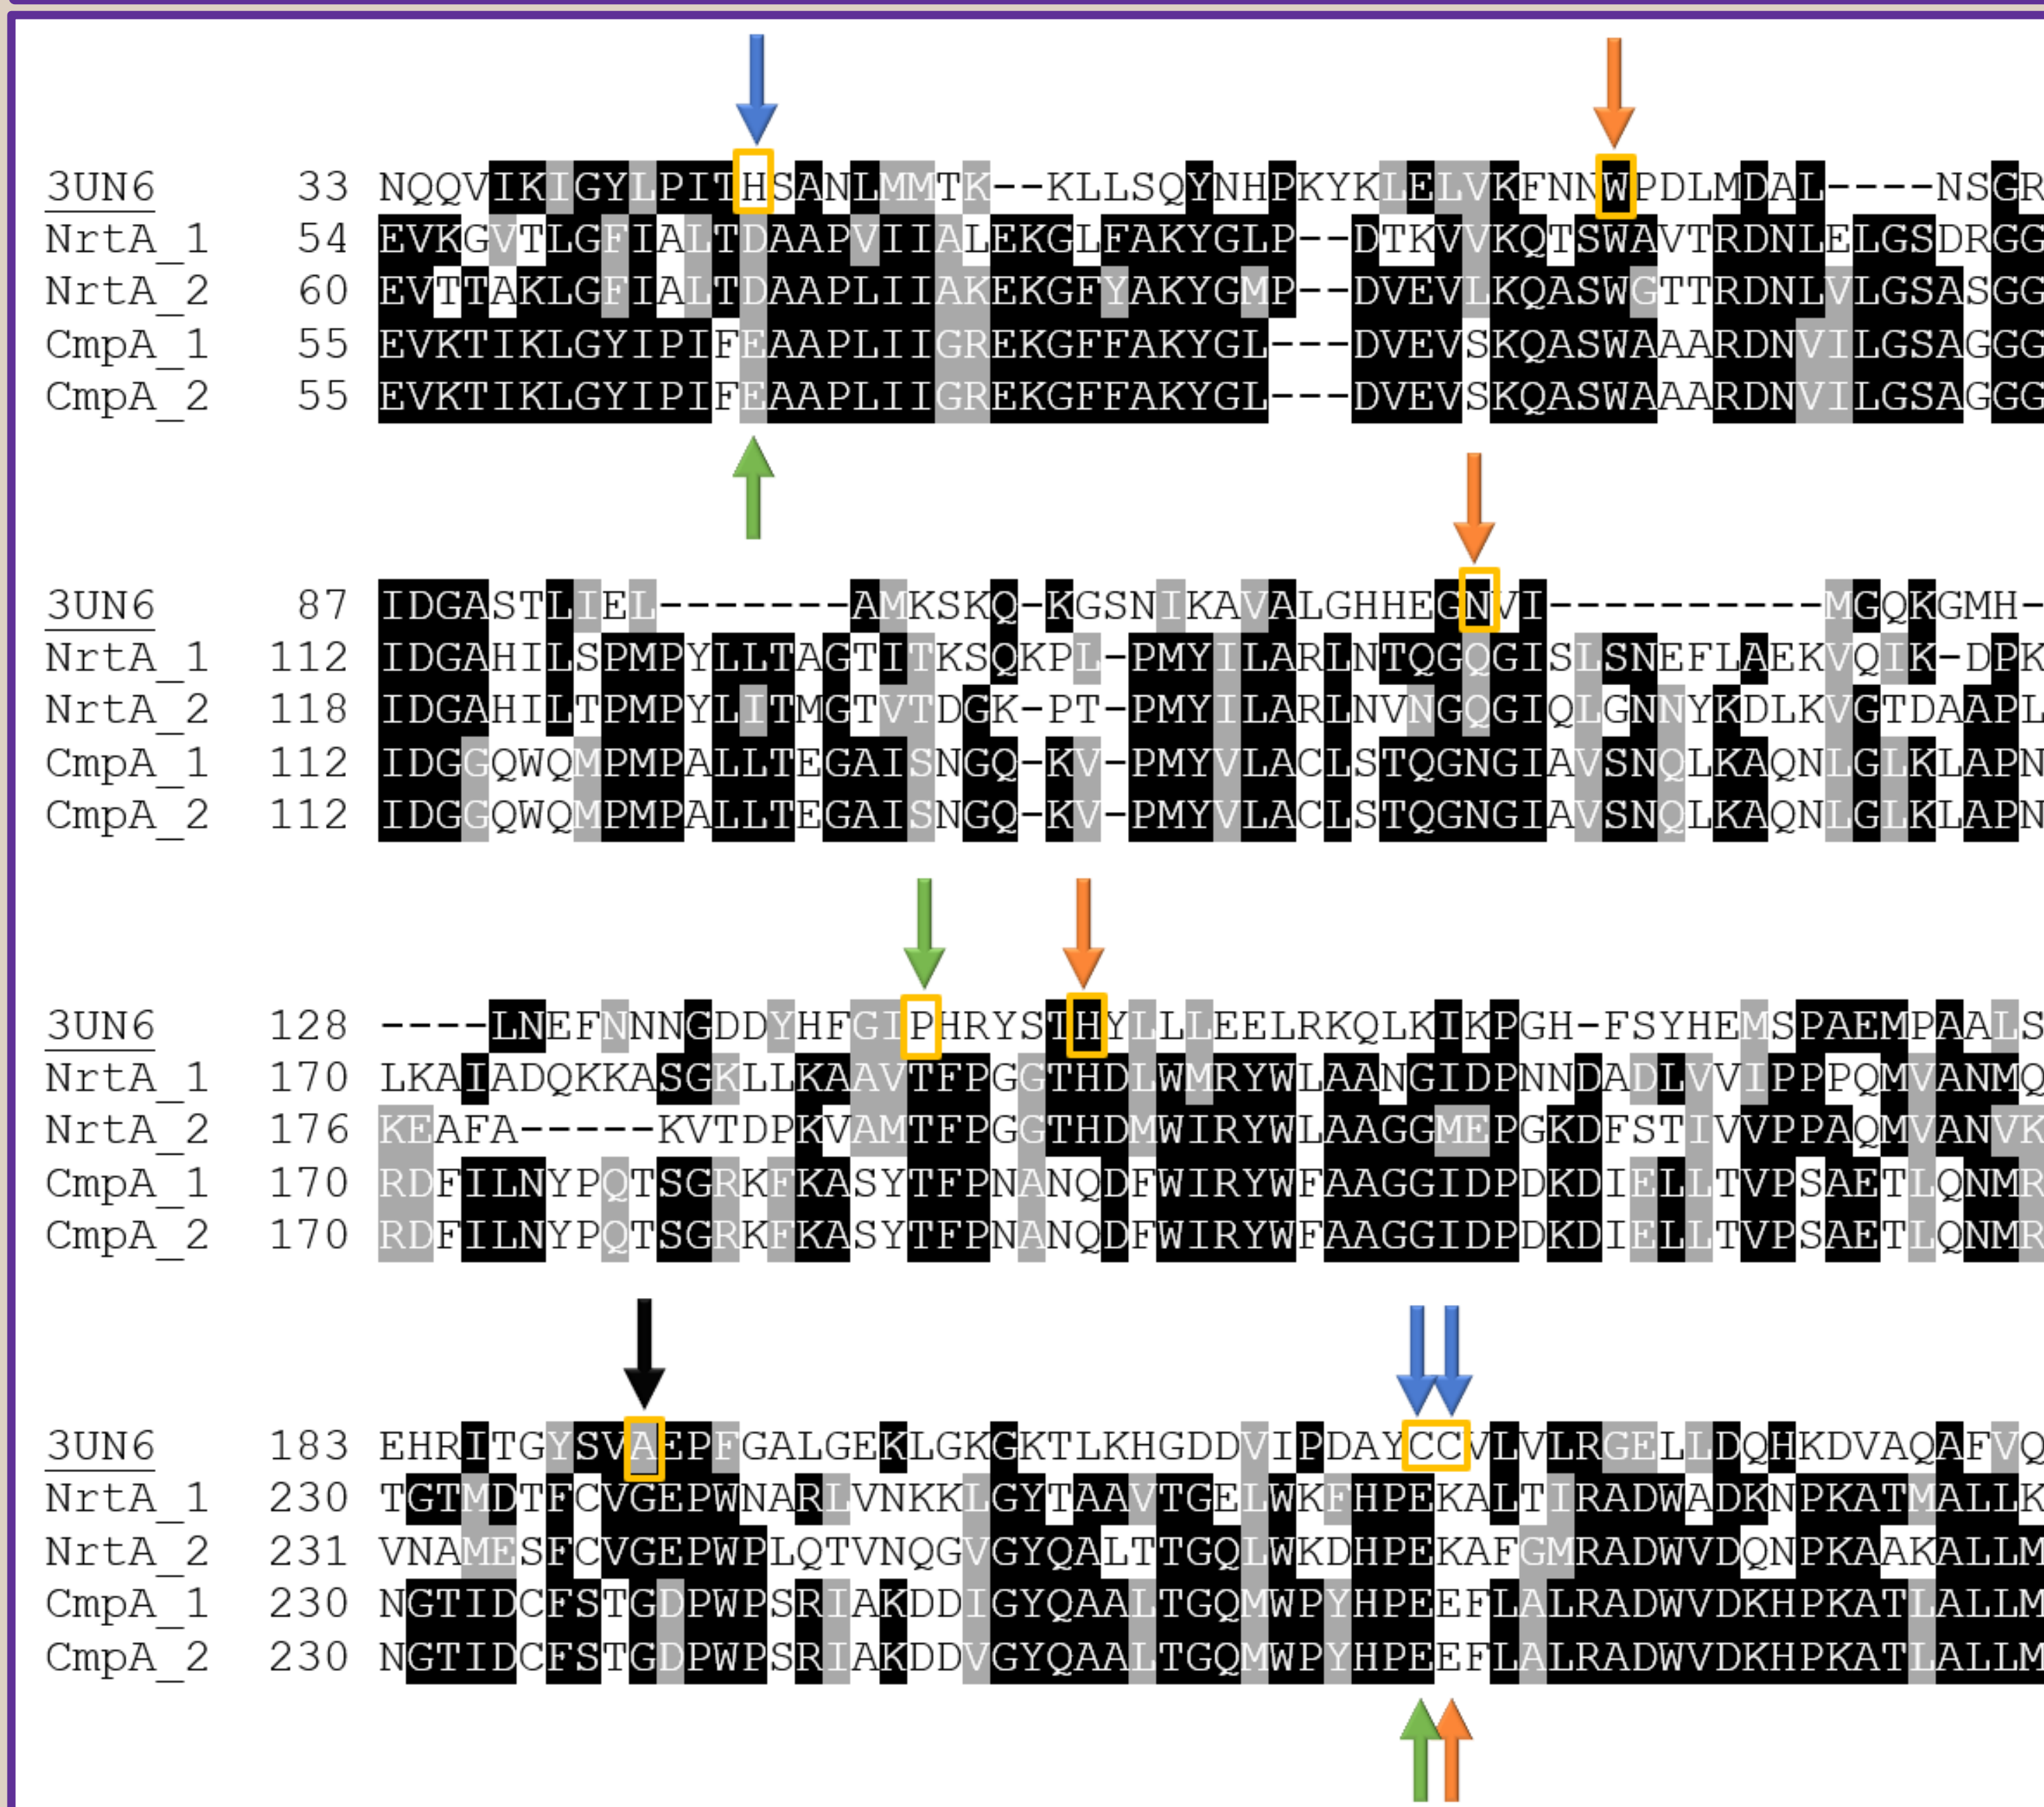 3UN6 33 NQQVIKIGYLPITHSANLMMTK--KLLSQYNHPKYKLELVKFNNWPDLMDAL----NSGR
NrtA_1 54 EVKGVTLGFIALTDAAPVIIALEKGLFAKYGLP--DTKVVKQTSWAVTRDNLELGSDRGG
NrtA_2 60 EVTTAKLGFIALTDAAPLIIAKEKGFYAKYGMP--DVEVLKQASWGTTRDNLVLGSASGG
CmpA_1 55 EVKTIKLGYIPIFEAAPLIIGREKGFFAKYGL---DVEVSKQASWAAARDNVILGSAGGG
CmpA_2 55 EVKTIKLGYIPIFEAAPLIIGREKGFFAKYGL---DVEVSKQASWAAARDNVILGSAGGG
3UN6 87 IDGASTLIEL-------AMKSKQ-KGSNIKAVALGHHEGNVI----------MGQKGMH-
NrtA_1 112 IDGAHILSPMPYLLTAGTITKSQKPL-PMYILARLNTQGQGISLSNEFLAEKVQIK-DPK
NrtA_2 118 IDGAHILTPMPYLITMGTVTDGK-PT-PMYILARLNVNGQGIQLGNNYKDLKVGTDAAPL
CmpA_1 112 IDGGQWQMPMPALLTEGAISNGQ-KV-PMYVLACLSTQGNGIAVSNQLKAQNLGLKLAPN
CmpA_2 112 IDGGQWQMPMPALLTEGAISNGQ-KV-PMYVLACLSTQGNGIAVSNQLKAQNLGLKLAPN
3UN6 128 ----LNEFNNNGDDYHFGIPHRYSTHYLLLEELRKQLKIKPGH-FSYHEMSPAEMPAALS
NrtA_1 170 LKAIADQKKASGKLLKAAVTFPGGTHDLWMRYWLAANGIDPNNDADLVVIPPPQMVANMQ
NrtA_2 176 KEAFA-----KVTDPKVAMTFPGGTHDMWIRYWLAAGGMEPGKDFSTIVVPPAQMVANVK
CmpA_1 170 RDFILNYPQTSGRKFKASYTFPNANQDFWIRYWFAAGGIDPDKDIELLTVPSAETLQNMR
CmpA_2 170 RDFILNYPQTSGRKFKASYTFPNANQDFWIRYWFAAGGIDPDKDIELLTVPSAETLQNMR
3UN6 183 EHRITGYSVAEPFGALGEKLGKGKTLKHGDDVIPDAYCCVLVLRGELLDQHKDVAQAFVQ
NrtA_1 230 TGTMDTFCVGEPWNARLVNKKLGYTAAVTGELWKFHPEKALTIRADWADKNPKATMALLK
NrtA_2 231 VNAMESFCVGEPWPLQTVNQGVGYQALTTGQLWKDHPEKAFGMRADWVDQNPKAAKALLM
CmpA_1 230 NGTIDCFSTGDPWPSRIAKDDIGYQAALTGQMWPYHPEEFLALRADWVDKHPKATLALLM
CmpA_2 230 NGTIDCFSTGDPWPSRIAKDDVGYQAALTGQMWPYHPEEFLALRADWVDKHPKATLALLM